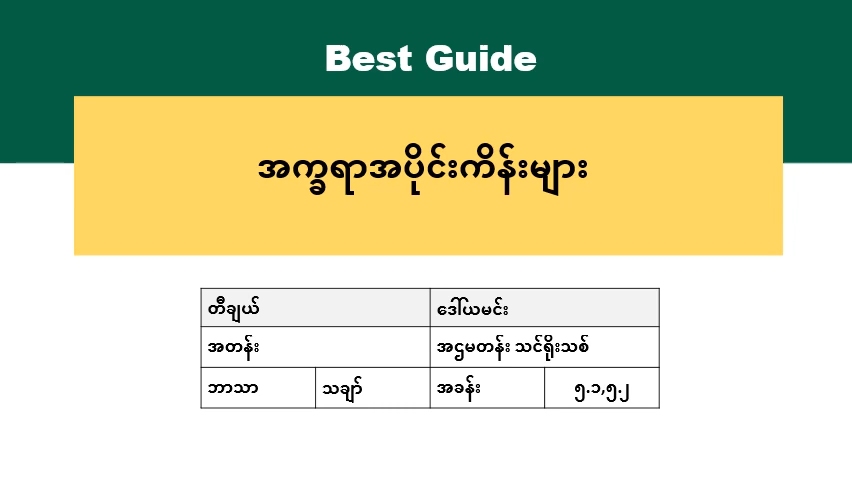 Best Guide
အက္ခရာအပိုင်းကိန်းများ
တီချယ် ဒေါ်ယမင်း
အတန်း အဋ္ဌမတန်း သင်ရိုးသစ်
ဘာသာ သချာ် အခန်း ၅.၁,၅.၂